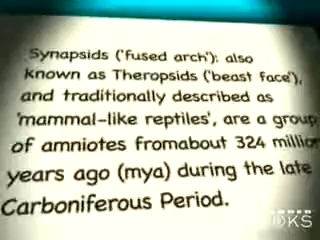 Synapsids ('fused arch'); also
known as Theropsids ('beast face'),
and traditionally described as
'mammal-like reptiles', are a group
of amniotes fromabout 324 million
years ago (mya) during the late
Carboniferous Period.